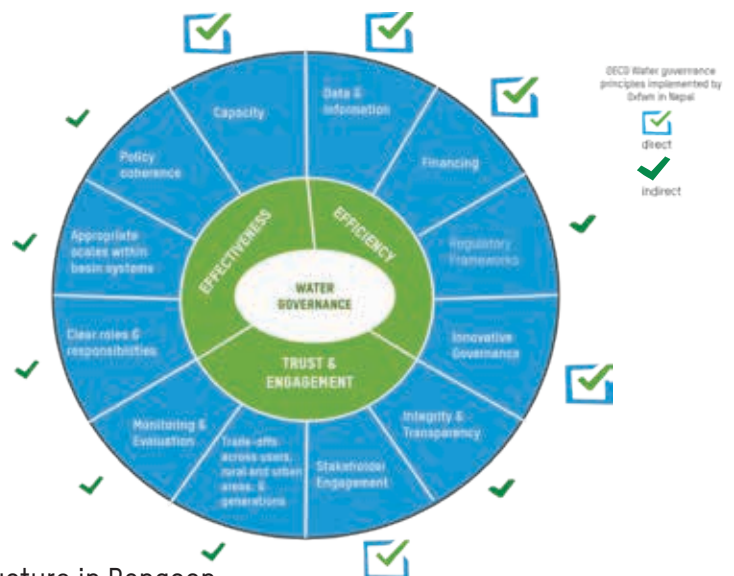 OECD Water governance
principles implemented by
Oxfam in Nepal
direct
indirect
Capacity
Data &
Information
Financing
Regulatory
Frameworks
Innovative
Governance
Integrity &
Transparency
Stakeholder
Engagement
Trade-offs
across users,
rural and urban
areas, &
generations
Monitoring &
Evaluation
Clear roles &
responsibilities
Appropriate
scales within
basin systems
Policy
coherence
EFFECTIVENESS
EFFICIENCY
TRUST &
ENGAGEMENT
WATER
GOVERNANCE